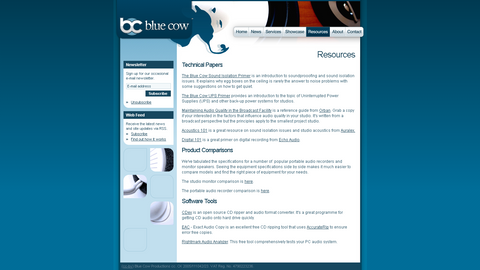 bc blue cow
Home News Services Showcase Resources About Contact
Resources
Newsletter
Sign up for our occasional
e-mail newsletter.
E-mail address
Subscribe
Unsubscribe
Web Feed
Receive the latest news
and site updates via RSS.
Subscribe
Find out how it works
Technical Papers
The Blue Cow Sound Isolation Primer is an introduction to soundproofing and sound isolation
issues. It explains why egg boxes on the ceiling is rarely the answer to noise problems with
some suggestions on how to get quiet.
The Blue Cow UPS Primer provides an introduction to the topic of Uninterrupted Power
Supplies (UPS) and other back-up power systems for studios.
Maintaining Audio Quality in the Broadcast Facility is a reference guide from Orban. Grab a copy
if your interested in the factors that influence audio quality in your studio. It's written from a
broadcast perspective but the principles apply to the smallest project studio.
Acoustics 101 is a great resource on sound isolation issues and studio acoustics from Auralex.
Digital 101 is a great primer on digital recording from Echo Audio.
Product Comparisons
We've tabulated the specifications for a number of popular portable audio recorders and
monitor speakers. Seeing the equipment specifications side by side makes it much easier to
compare models and find the right piece of equipment for your needs.
The studio monitor comparison is here.
The portable audio recorder comparison is here.
Software Tools
CDex is an open source CD ripper and audio format converter. It's a great programme for
getting CD audio onto hard drive quickly.
EAC - Exact Audio Copy is an excellent free CD ripping tool that uses AccurateRip to ensure
error free copies.
RightMark Audio Analyzer. This free tool comprehensively tests your PC audio system.